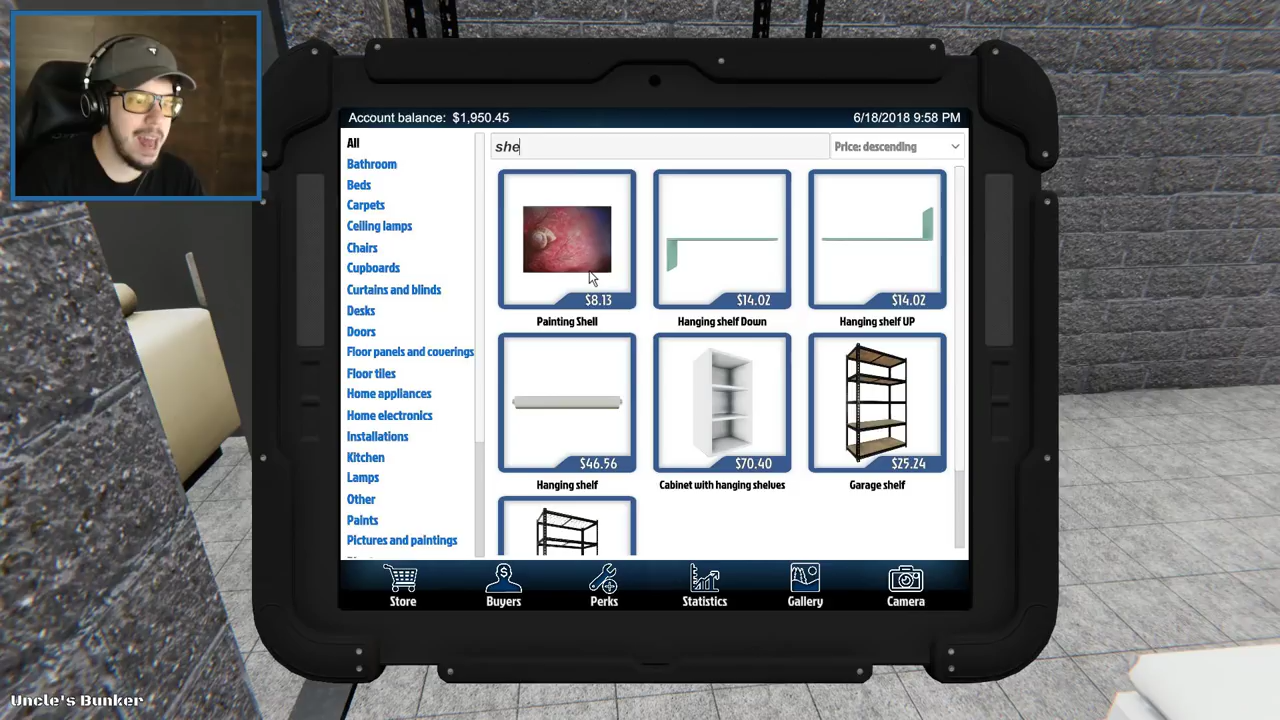 Account balance: $1,950.45
6/18/2018 9:58 PM
All
Bathroom
Beds
Carpets
Ceiling lamps
Chairs
Cupboards
Curtains and blinds
Desks
Doors
Floor panels and coverings
Floor tiles
Home appliances
Home electronics
Installations
Kitchen
Lamps
Other
Paints
Pictures and paintings
she
Price: descending
$8.13
$14.02
$14.02
Painting Shell
Hanging shelf Down
Hanging shelf UP
$46.56
$70.40
$25.24
Hanging shelf
Cabinet with hanging shelves
Garage shelf
Store
Buyers
Perks
Statistics
Gallery
Camera
Uncle's Bunker